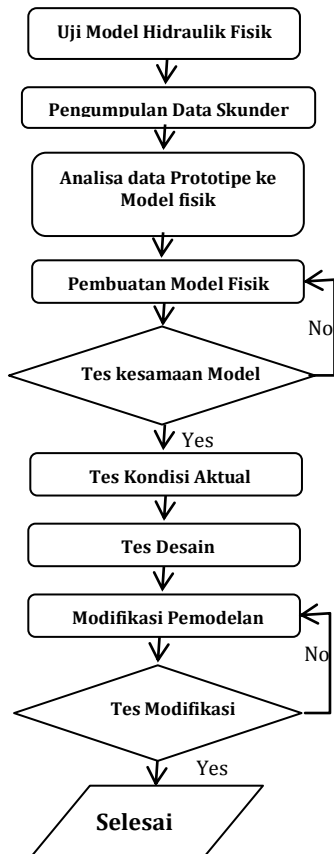 Uji Model Hidraulik Fisik
Pengumpulan Data Skunder
Analisa data Prototipe ke
Model fisik
Pembuatan Model Fisik
No
Tes kesamaan Model
Yes
Tes Kondisi Aktual
Tes Desain
Modifikasi Pemodelan
No
Tes Modifikasi
Yes
Selesai